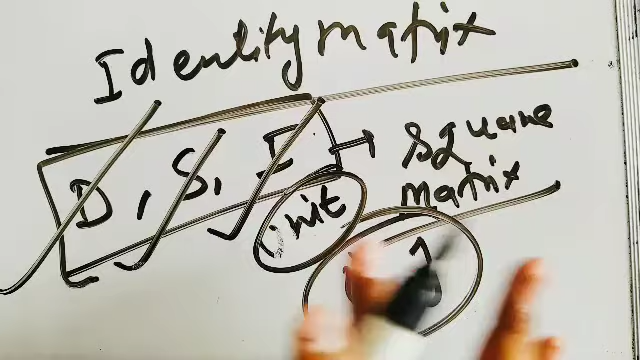 Identity matrix
D, S, I → square
matrix
unit
1